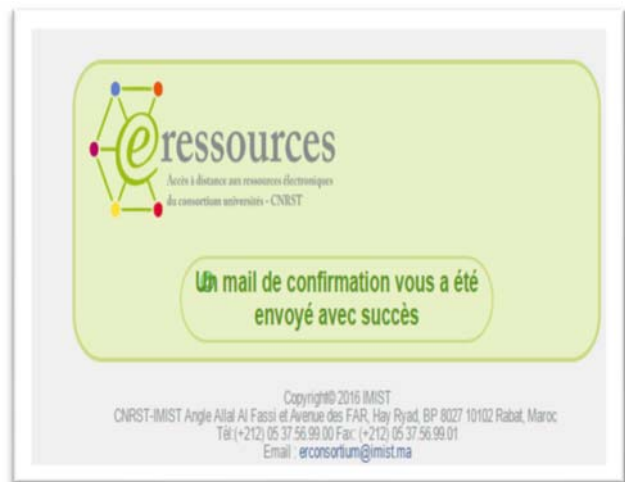 eressources
Accès à distance aux ressources électroniques
du consortium universités - CNRST
Un mail de confirmation vous a été
envoyé avec succès
Copyright© 2016 IMIST
CNRST-IMIST Angle Allal Al Fassi et Avenue des FAR, Hay Ryad, BP 8027 10102 Rabat, Maroc
Tél:(+212) 05 37.56.99.00 Fax: (+212) 05 37.56.99.01
Email : erconsortium@imist.ma